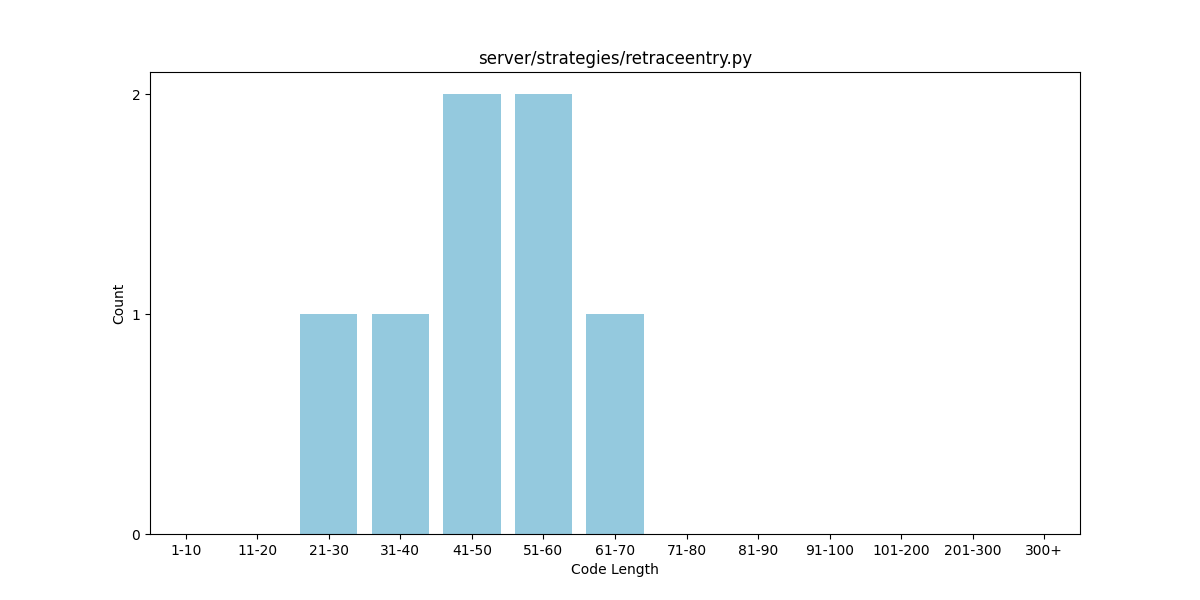 server/strategies/retraceentry.py
2
1
0
Count
1-10 11-20 21-30 31-40 41-50 51-60 61-70 71-80 81-90 91-100 101-200 201-300 300+
Code Length